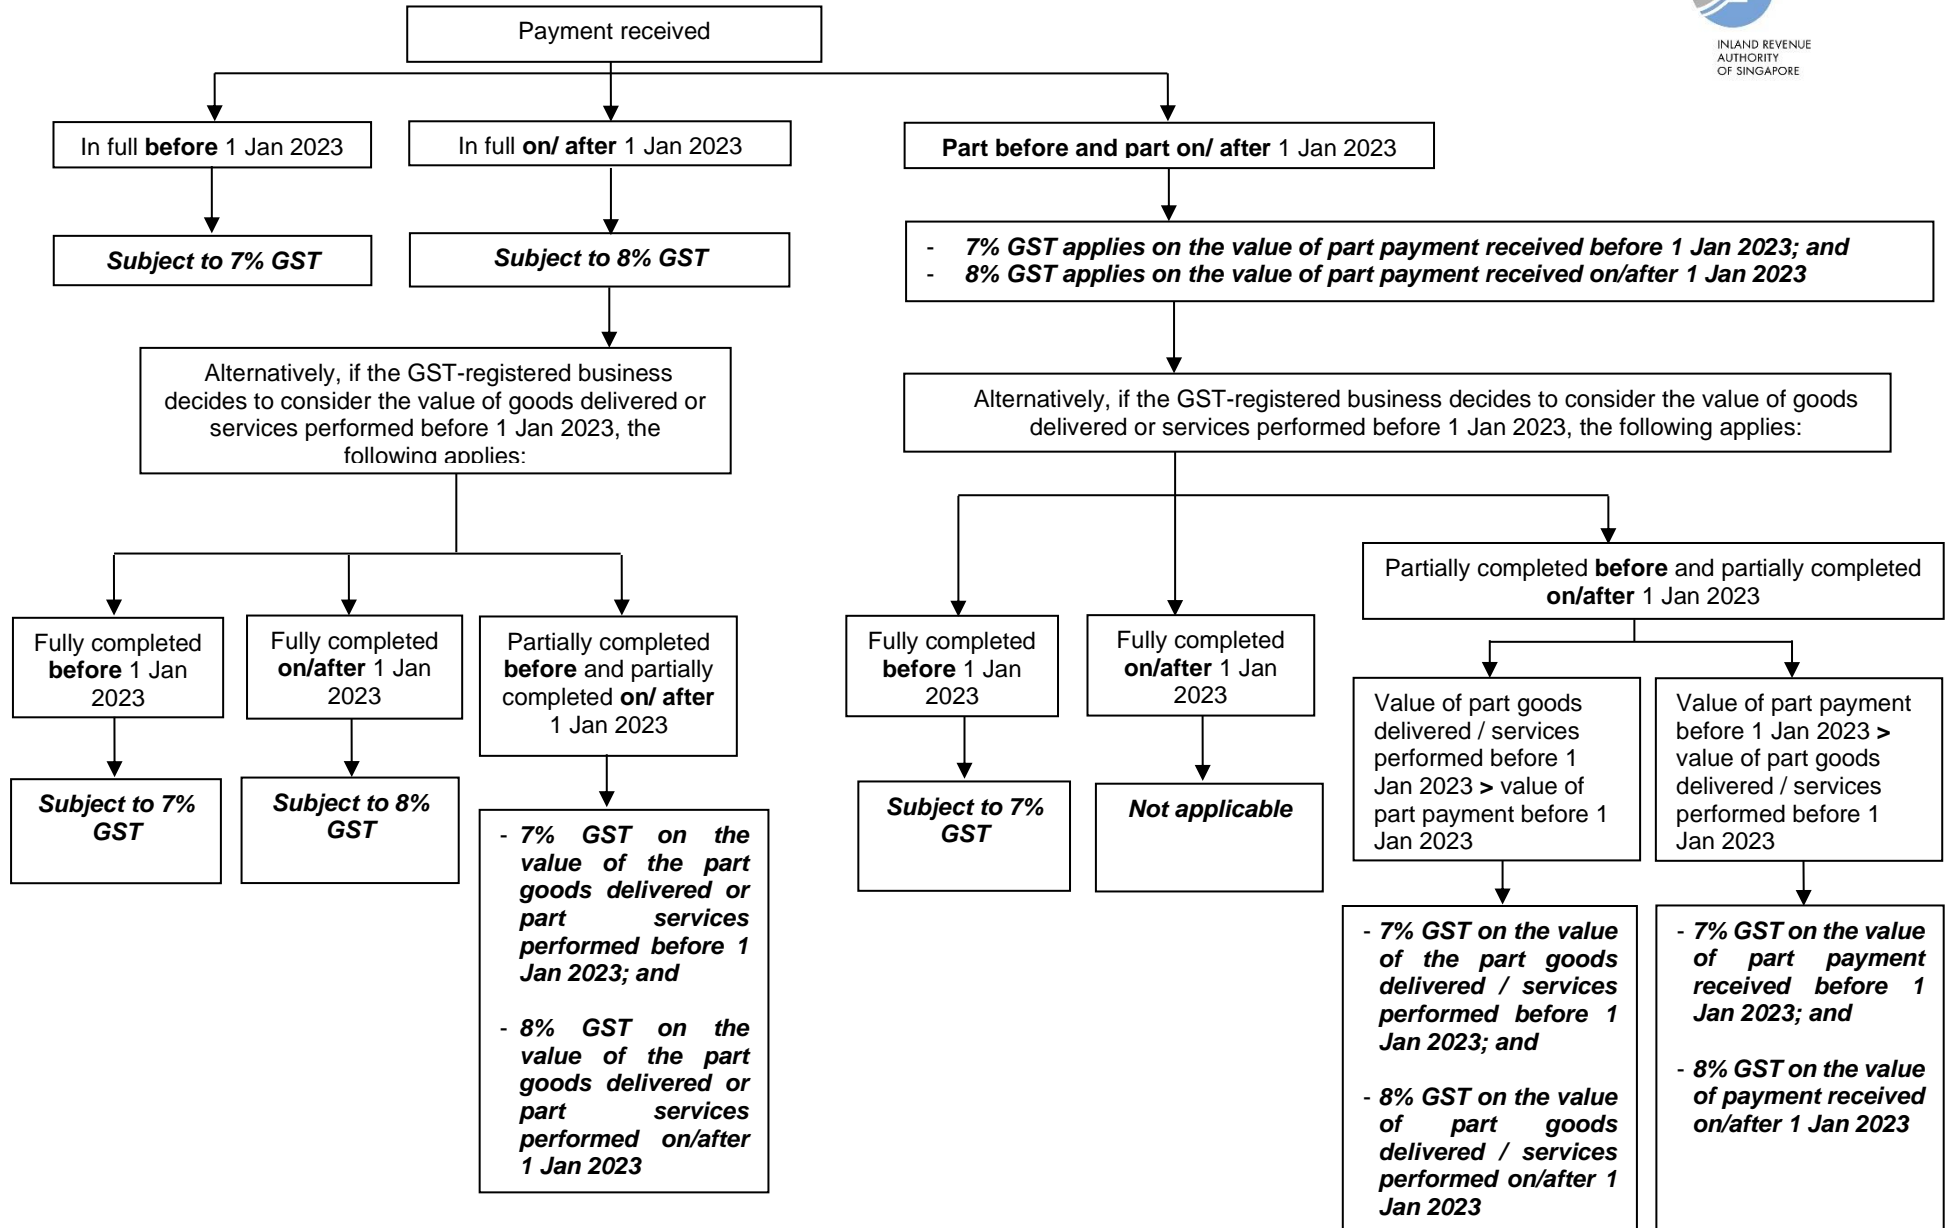 INLAND REVENUE
AUTHORITY
OF SINGAPORE
Payment received
In full before 1 Jan 2023
In full on/ after 1 Jan 2023
Part before and part on/ after 1 Jan 2023
Subject to 7% GST
Subject to 8% GST
- 7% GST applies on the value of part payment received before 1 Jan 2023; and
- 8% GST applies on the value of part payment received on/after 1 Jan 2023
Alternatively, if the GST-registered business
decides to consider the value of goods delivered or
services performed before 1 Jan 2023, the
following applies:
Alternatively, if the GST-registered business decides to consider the value of goods
delivered or services performed before 1 Jan 2023, the following applies:
Fully completed
before 1 Jan
2023
Fully completed
on/after 1 Jan
2023
Partially completed
before and partially
completed on/ after
1 Jan 2023
Subject to 7%
GST
Subject to 8%
GST
- 7% GST on the
value of the part
goods delivered or
part services
performed before 1
Jan 2023; and
- 8% GST on the
value of the part
goods delivered or
part services
performed on/after
1 Jan 2023
Fully completed
before 1 Jan
2023
Fully completed
on/after 1 Jan
2023
Partially completed before and partially completed
on/after 1 Jan 2023
Subject to 7%
GST
Not applicable
Value of part goods
delivered / services
performed before 1
Jan 2023 > value of
part payment before 1
Jan 2023
Value of part payment
before 1 Jan 2023 >
value of part goods
delivered / services
performed before 1
Jan 2023
- 7% GST on the value
of the part goods
delivered / services
performed before 1
Jan 2023; and
- 8% GST on the value
of part goods
delivered / services
performed on/after 1
Jan 2023
- 7% GST on the value
of part payment
received before 1
Jan 2023; and
- 8% GST on the value
of payment received
on/after 1 Jan 2023